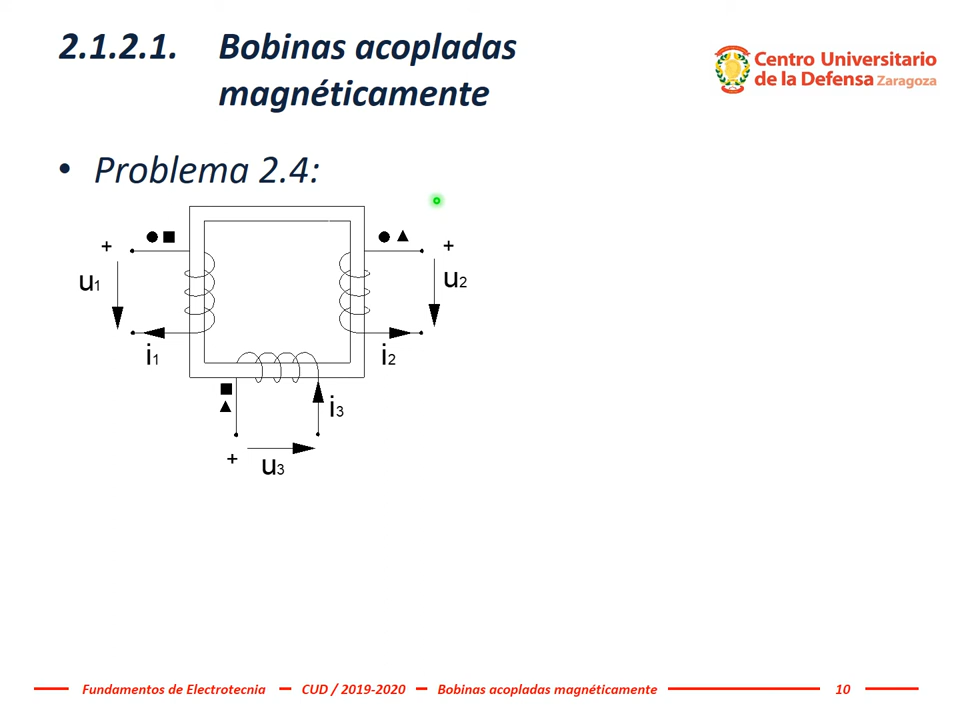 2.1.2.1. Bobinas acopladas
magnéticamente
Centro Universitario
de la Defensa Zaragoza
• Problema 2.4:
+
+
u1
u2
i1
i2
i3
+
u3
Fundamentos de Electrotecnia — CUD / 2019-2020 — Bobinas acopladas magnéticamente 10